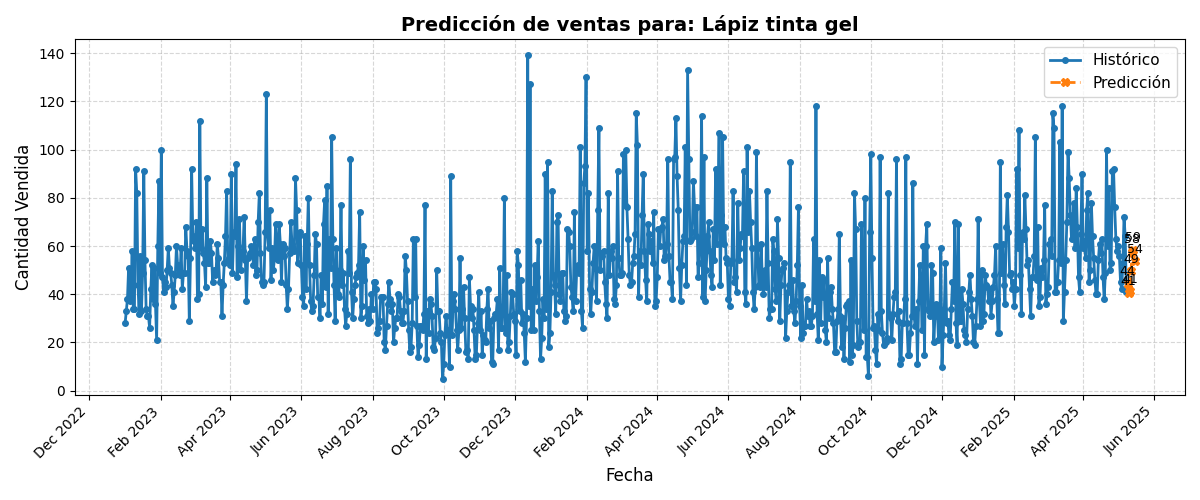 Predicción de ventas para: Lápiz tinta gel
Histórico
Predicción
Cantidad Vendida
140
120
100
80
60
40
20
0
59
58
54
49
44
41
Dec 2022
Feb 2023
Apr 2023
Jun 2023
Aug 2023
Oct 2023
Dec 2023
Feb 2024
Apr 2024
Jun 2024
Aug 2024
Oct 2024
Dec 2024
Feb 2025
Apr 2025
Jun 2025
Fecha